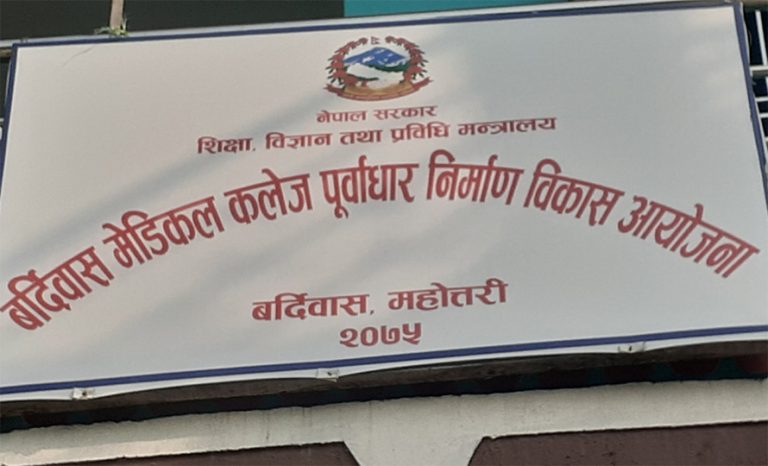 नेपाल सरकार
शिक्षा, विज्ञान तथा प्रविधि मन्त्रालय
बर्दिवास मेडिकल कलेज पूर्वाधार निर्माण विकास आयोजना
बर्दिवास, महोत्तरी
२०७५